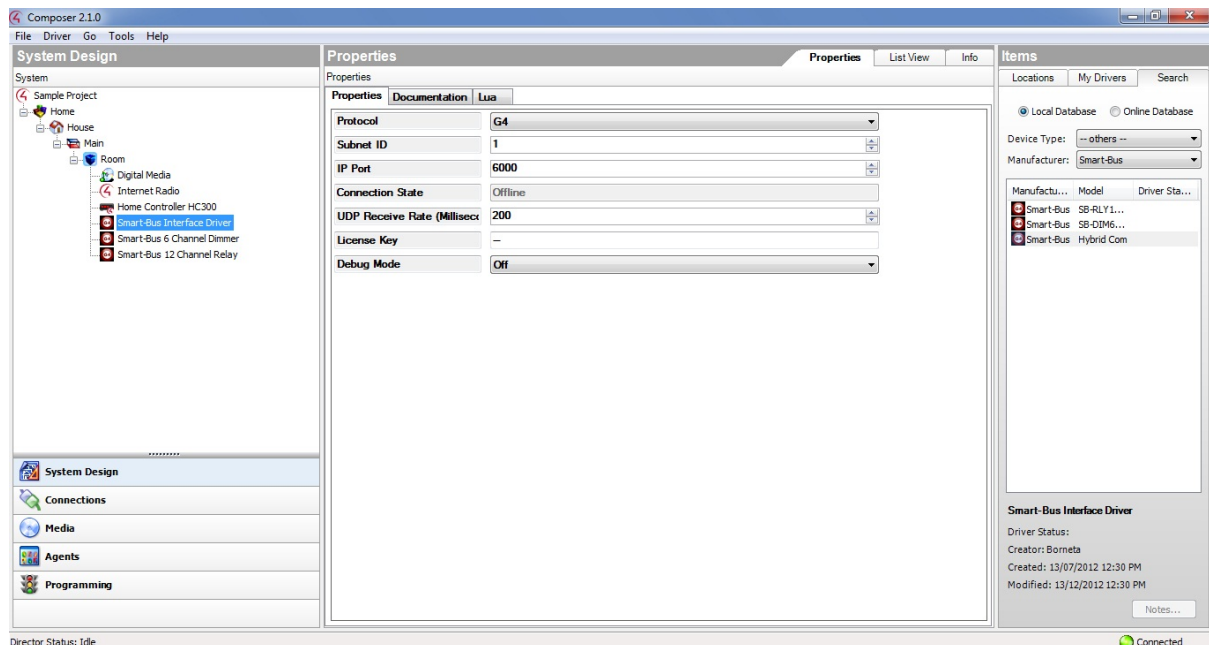 Composer 2.1.0
File Driver Go Tools Help
System Design
System
Sample Project
Home
House
Main
Room
Digital Media
Internet Radio
Home Controller HC300
Smart-Bus Interface Driver
Smart-Bus 6 Channel Dimmer
Smart-Bus 12 Channel Relay
System Design
Connections
Media
Agents
Programming
Properties
Properties List View Info
Properties
Properties Documentation Lua
Protocol G4
Subnet ID 1
IP Port 6000
Connection State Offline
UDP Receive Rate (Millisecc 200
License Key –
Debug Mode Off
Items
Locations My Drivers Search
Local Database Online Database
Device Type: -- others --
Manufacturer: Smart-Bus
Manufactu... Model Driver Sta...
Smart-Bus SB-RLY1...
Smart-Bus SB-DIM6...
Smart-Bus Hybrid Com
Smart-Bus Interface Driver
Driver Status:
Creator: Borneta
Created: 13/07/2012 12:30 PM
Modified: 13/12/2012 12:30 PM
Notes...
Director Status: Idle
Connected